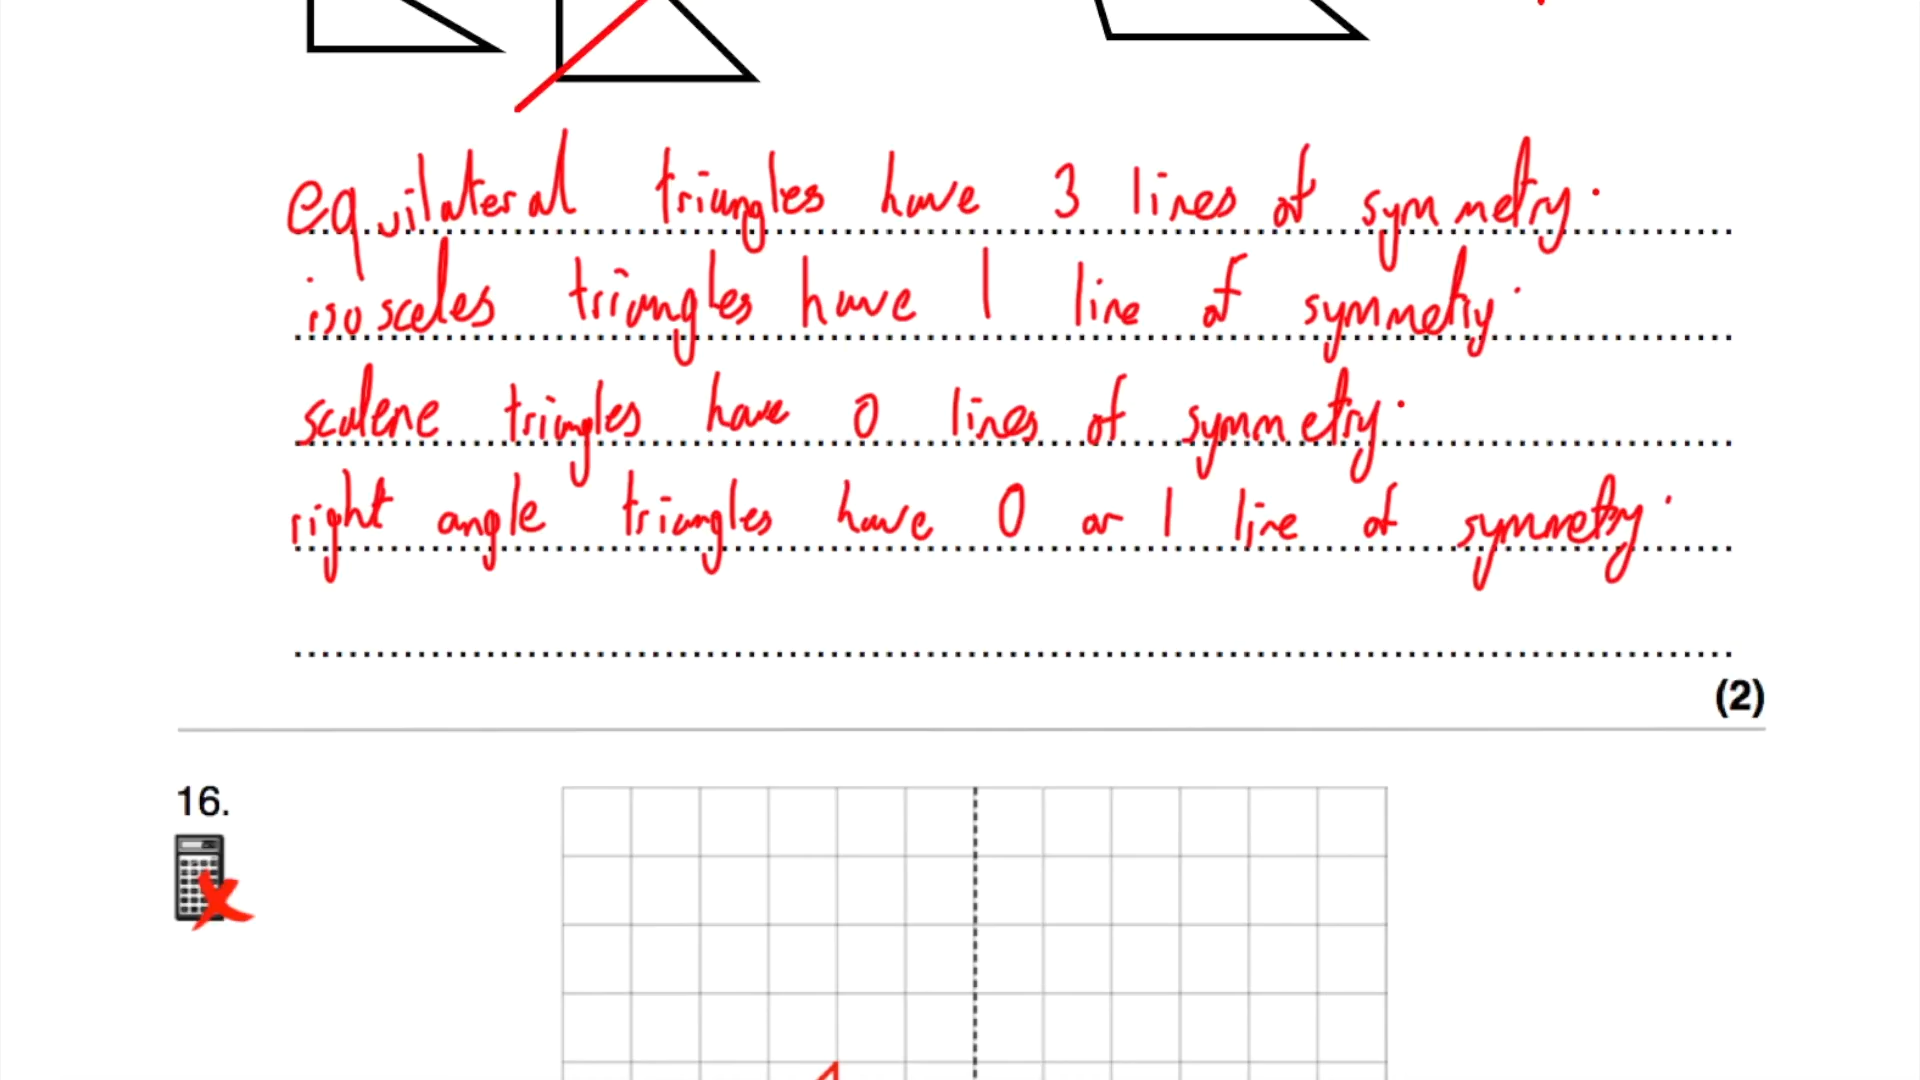 equilateral triangles have 3 lines of symmetry.
isosceles triangles have 1 line of symmetry.
scalene triangles have 0 lines of symmetry.
right angle triangles have 0 or 1 line of symmetry.
(2)
16.